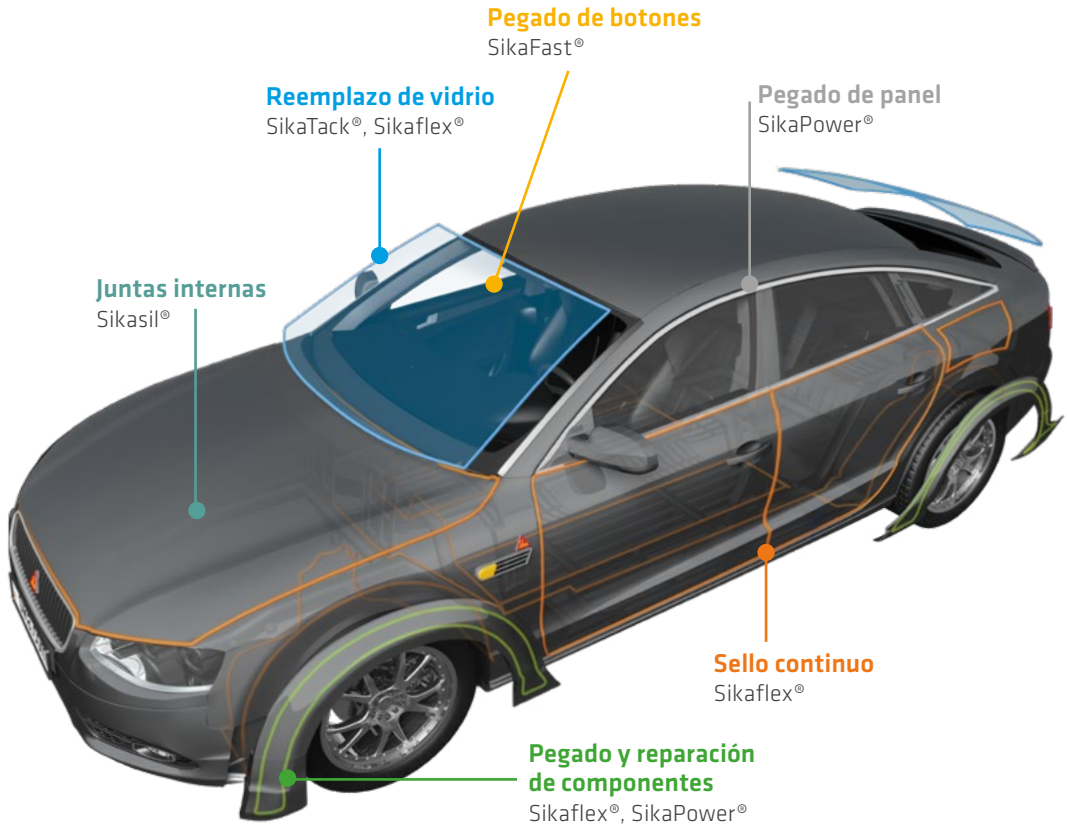 Pegado de botones
SikaFast®
Reemplazo de vidrio
SikaTack®, Sikaflex®
Pegado de panel
SikaPower®
Juntas internas
Sikasil®
Sello continuo
Sikaflex®
Pegado y reparación
de componentes
Sikaflex®, SikaPower®